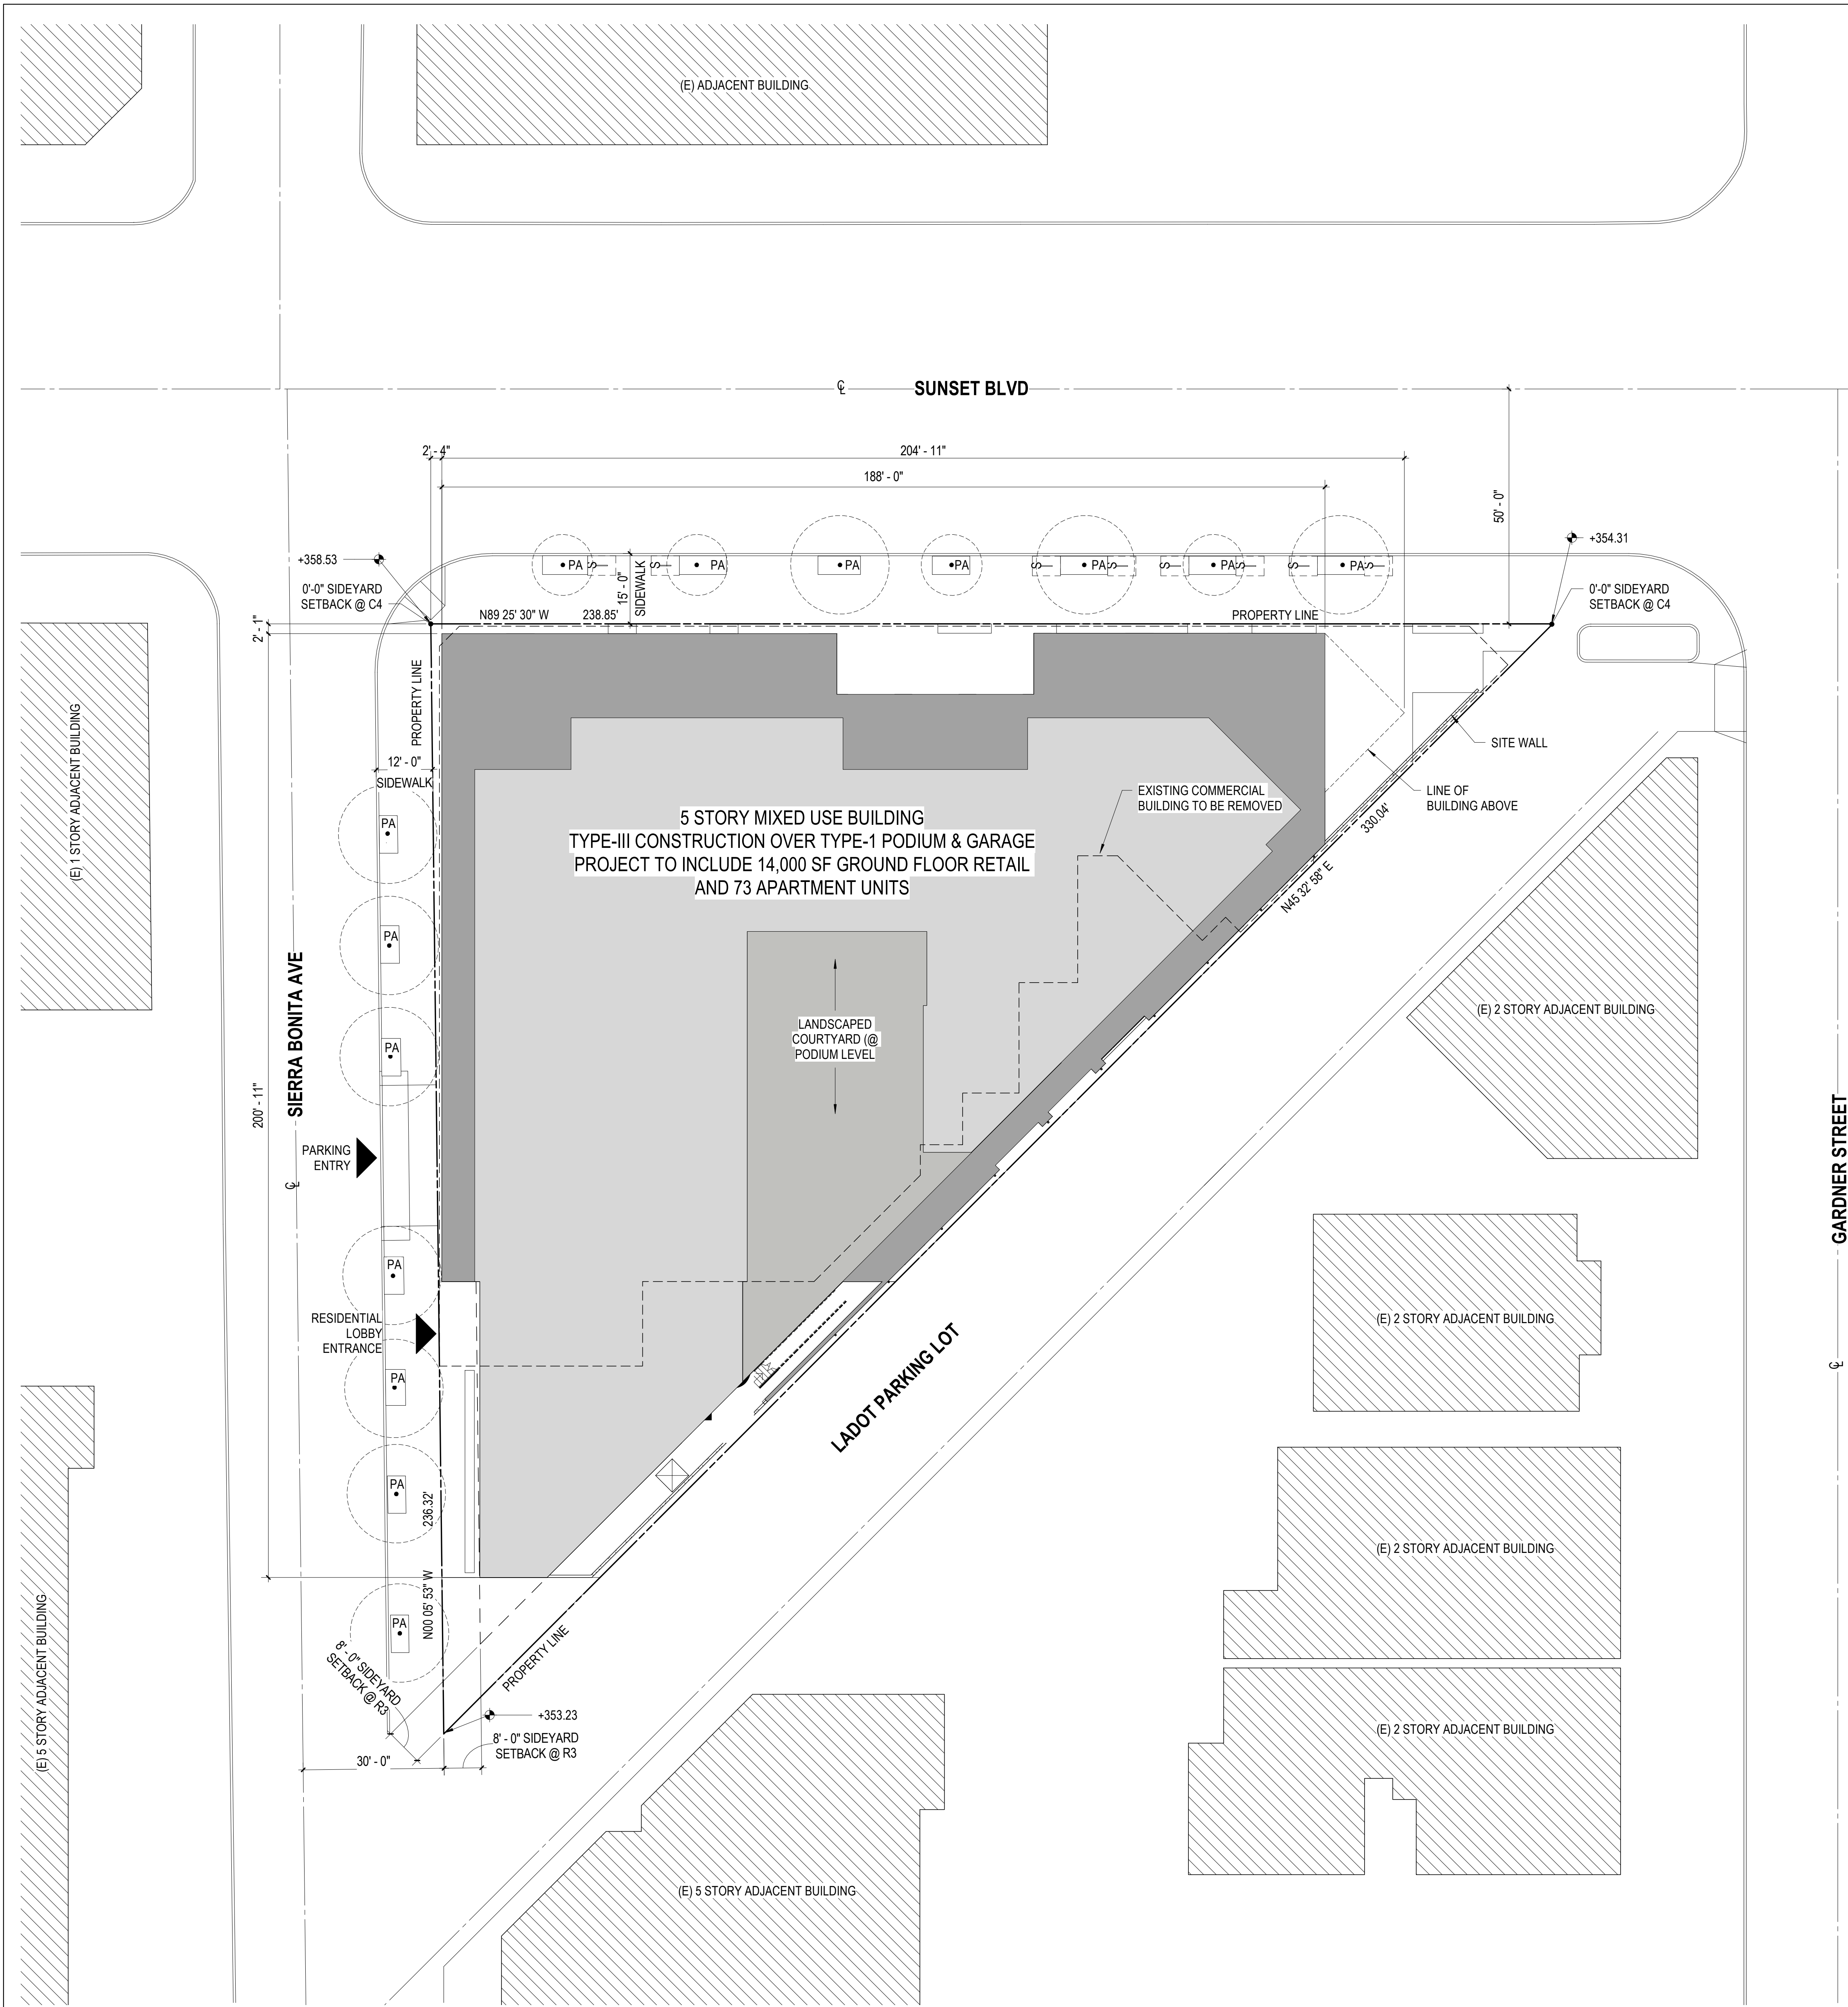 (E) ADJACENT BUILDING
℄
SUNSET BLVD
2' - 4"
204' - 11"
188' - 0"
50' - 0"
+358.53
+354.31
0'-0" SIDEYARD
SETBACK @ C4
0'-0" SIDEYARD
SETBACK @ C4
PA
S
S
PA
PA
PA
S
PA
S
S
PA
S
S
PA
S
15' - 0"
SIDEWALK
2' - 1"
N89 25' 30" W
238.85'
PROPERTY LINE
PROPERTY LINE
(E) 1 STORY ADJACENT BUILDING
12' - 0"
SIDEWALK
SITE WALL
EXISTING COMMERCIAL
BUILDING TO BE REMOVED
LINE OF
BUILDING ABOVE
5 STORY MIXED USE BUILDING
TYPE-III CONSTRUCTION OVER TYPE-1 PODIUM & GARAGE
PROJECT TO INCLUDE 14,000 SF GROUND FLOOR RETAIL
AND 73 APARTMENT UNITS
330.04'
N45 32' 58" E
PA
PA
PA
SIERRA BONITA AVE
℄
200' - 11"
LANDSCAPED
COURTYARD (@
PODIUM LEVEL
(E) 2 STORY ADJACENT BUILDING
GARDNER STREET
℄
PARKING
ENTRY
PA
RESIDENTIAL
LOBBY
ENTRANCE
(E) 2 STORY ADJACENT BUILDING
LADOT PARKING LOT
PA
PA
236.32'
N00 05' 53" W
(E) 2 STORY ADJACENT BUILDING
PA
8' - 0" SIDEYARD
SETBACK @ R3
PROPERTY LINE
(E) 5 STORY ADJACENT BUILDING
+353.23
8' - 0" SIDEYARD
SETBACK @ R3
30' - 0"
(E) 2 STORY ADJACENT BUILDING
(E) 5 STORY ADJACENT BUILDING